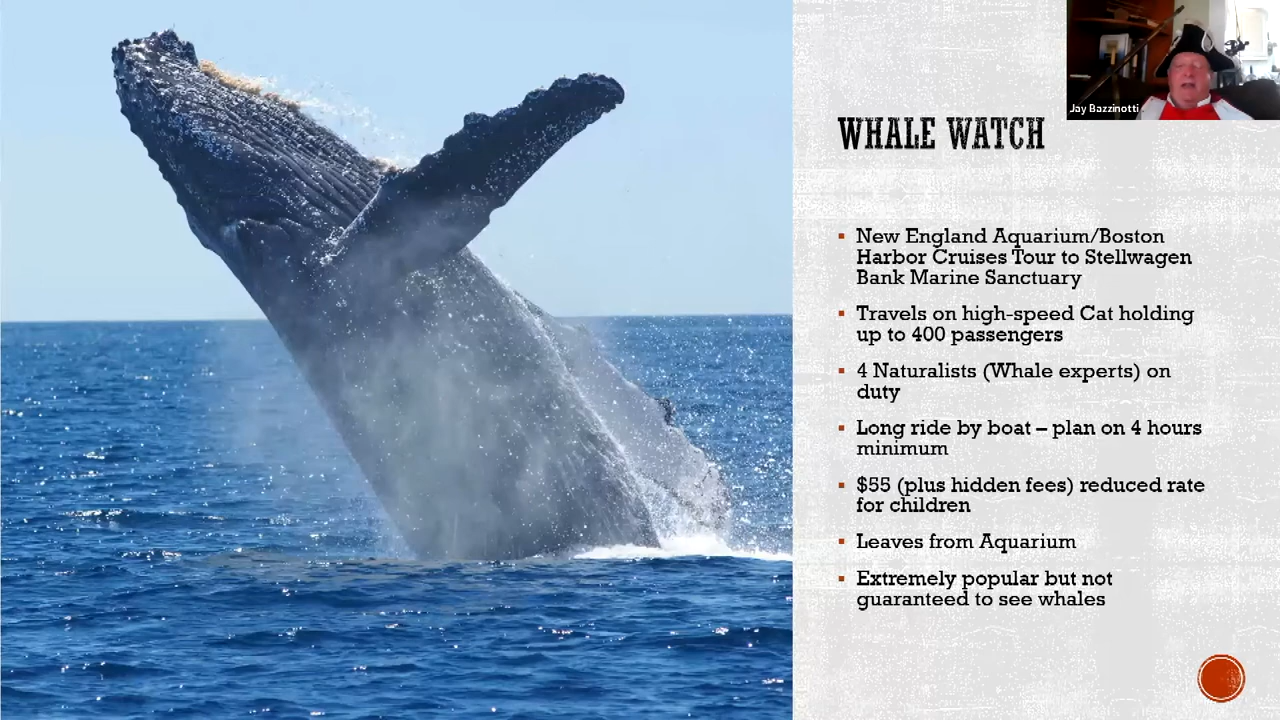 Jay Bazzinotti
WHALE WATCH
New England Aquarium/Boston
Harbor Cruises Tour to Stellwagen
Bank Marine Sanctuary
Travels on high-speed Cat holding
up to 400 passengers
4 Naturalists (Whale experts) on
duty
Long ride by boat – plan on 4 hours
minimum
$55 (plus hidden fees) reduced rate
for children
Leaves from Aquarium
Extremely popular but not
guaranteed to see whales